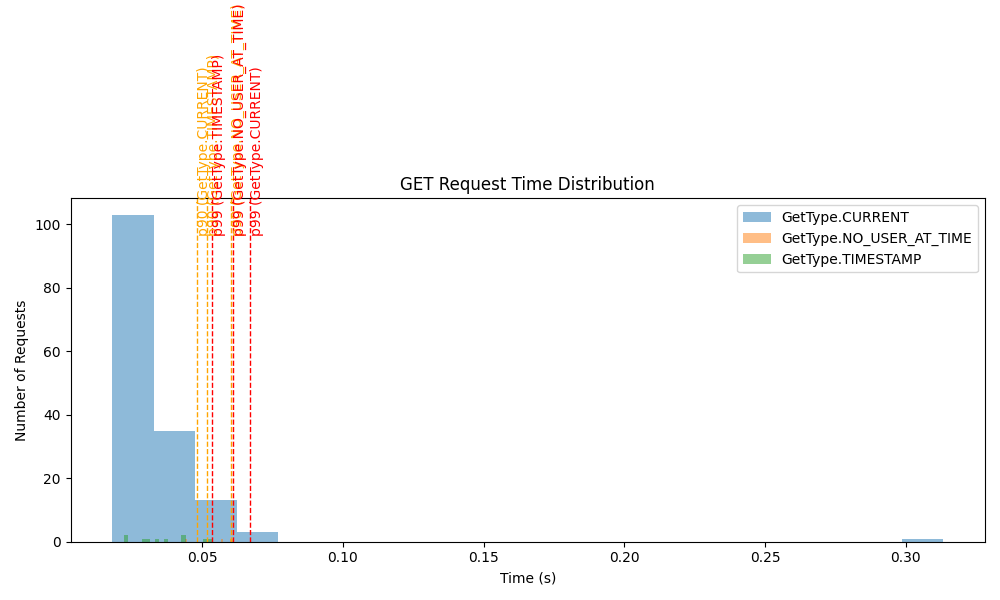 p90 (GetType.CURRENT)
p99 (GetType.TIMESTAMP)
p99 (GetType.NO_USER_AT_TIME)
p99 (GetType.CURRENT)
GET Request Time Distribution
GetType.CURRENT
GetType.NO_USER_AT_TIME
GetType.TIMESTAMP
Number of Requests
100
80
60
40
20
0
0.05
0.10
0.15
0.20
0.25
0.30
Time (s)